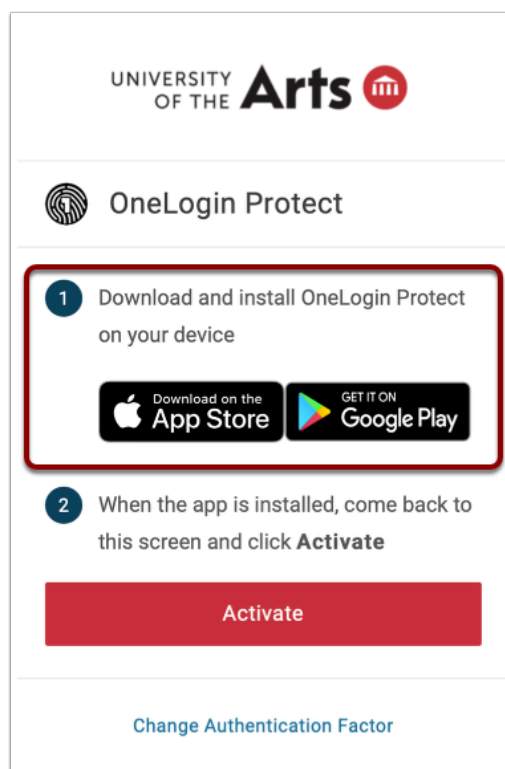 UNIVERSITY
OF THE Arts
OneLogin Protect
1 Download and install OneLogin Protect
on your device
Download on the
App Store
GET IT ON
Google Play
2 When the app is installed, come back to
this screen and click Activate
Activate
Change Authentication Factor